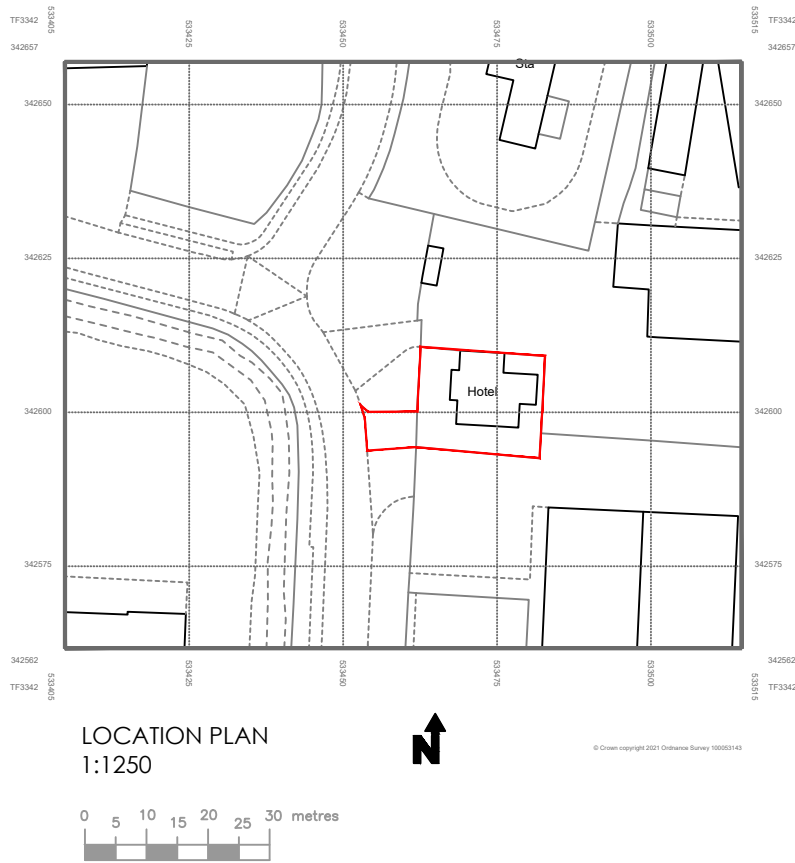 533405 533515
TF3342 533425 533450 533475 533500 TF3342
342657 342657
Sta
342650 342650
342625 342625
Hotel
342600 342600
342575 342575
342562 342562
TF3342 533405 533425 533450 533475 533500 533515 TF3342
LOCATION PLAN
1:1250
N
© Crown copyright 2021 Ordnance Survey 100053143
0 5 10 15 20 25 30 metres